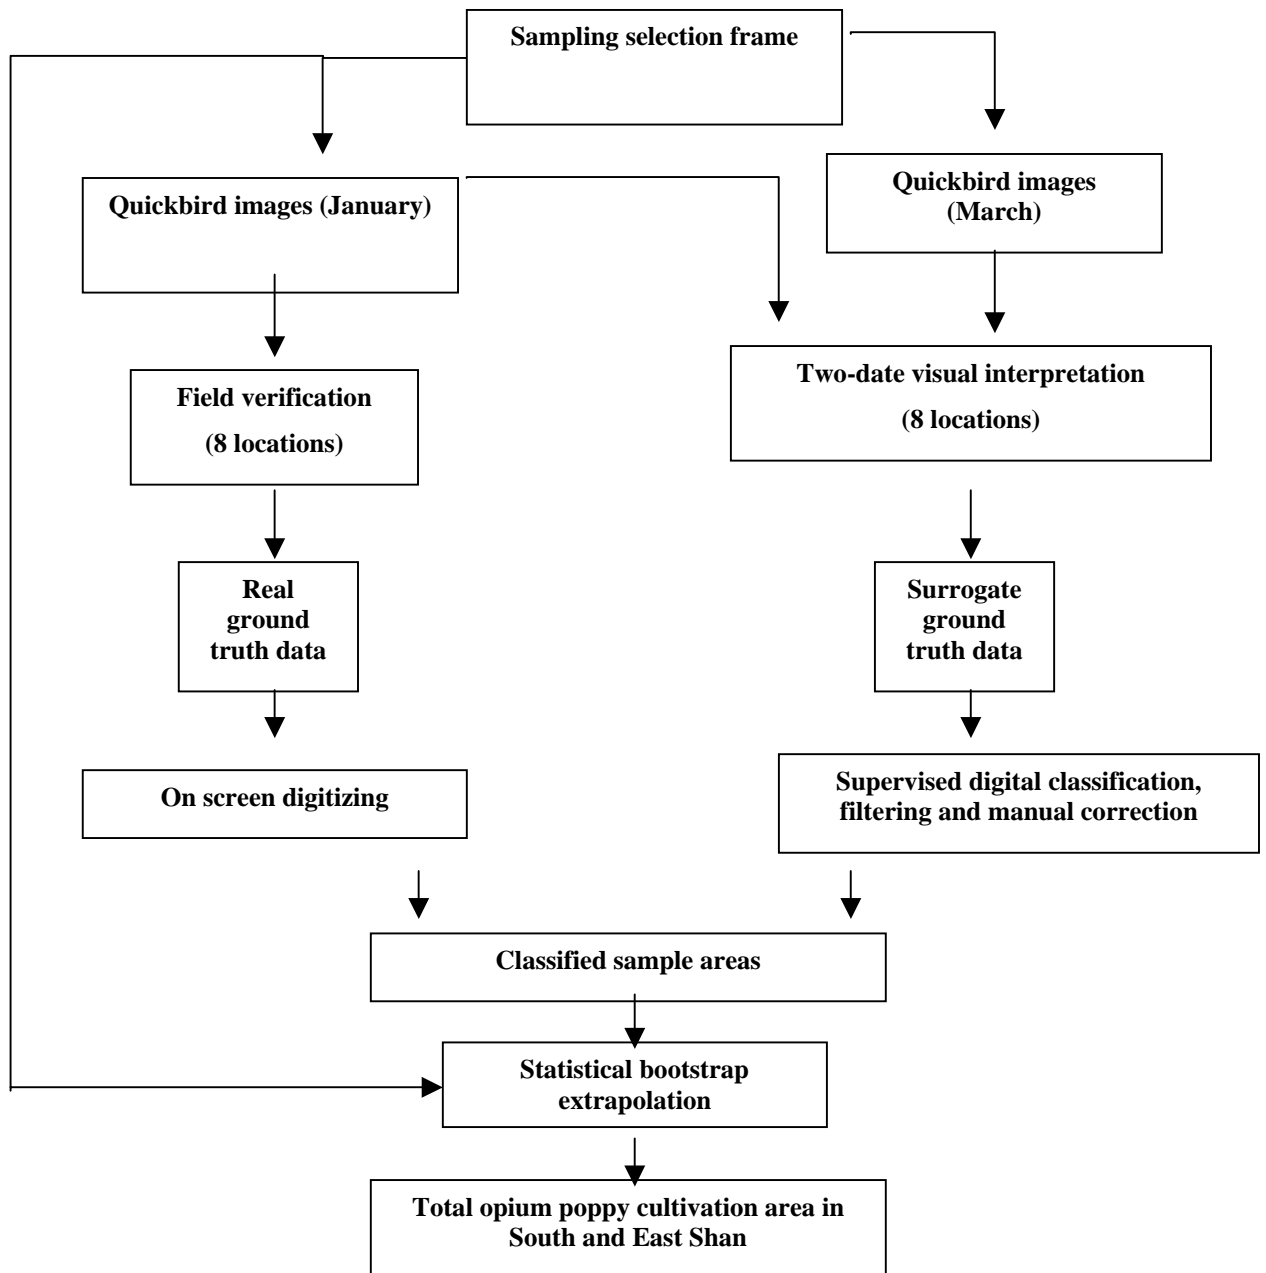 Sampling selection frame
Quickbird images (January)
Quickbird images
(March)
Field verification
(8 locations)
Two-date visual interpretation
(8 locations)
Real
ground
truth data
Surrogate
ground
truth data
On screen digitizing
Supervised digital classification,
filtering and manual correction
Classified sample areas
Statistical bootstrap
extrapolation
Total opium poppy cultivation area in
South and East Shan